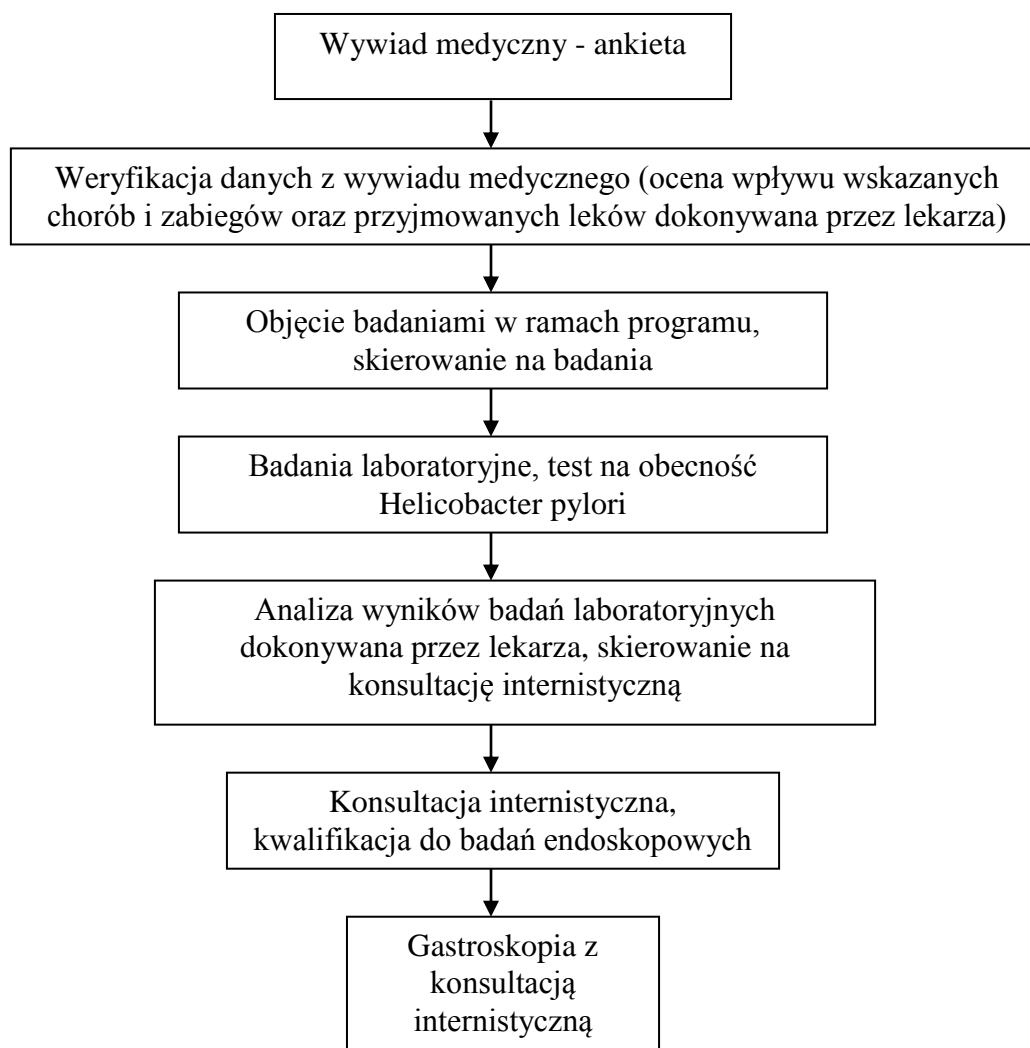 Wywiad medyczny - ankieta
Weryfikacja danych z wywiadu medycznego (ocena wpływu wskazanych
chorób i zabiegów oraz przyjmowanych leków dokonywana przez lekarza)
Objęcie badaniami w ramach programu,
skierowanie na badania
Badania laboratoryjne, test na obecność
Helicobacter pylori
Analiza wyników badań laboratoryjnych
dokonywana przez lekarza, skierowanie na
konsultację internistyczną
Konsultacja internistyczna,
kwalifikacja do badań endoskopowych
Gastroskopia z
konsultacją
internistyczną